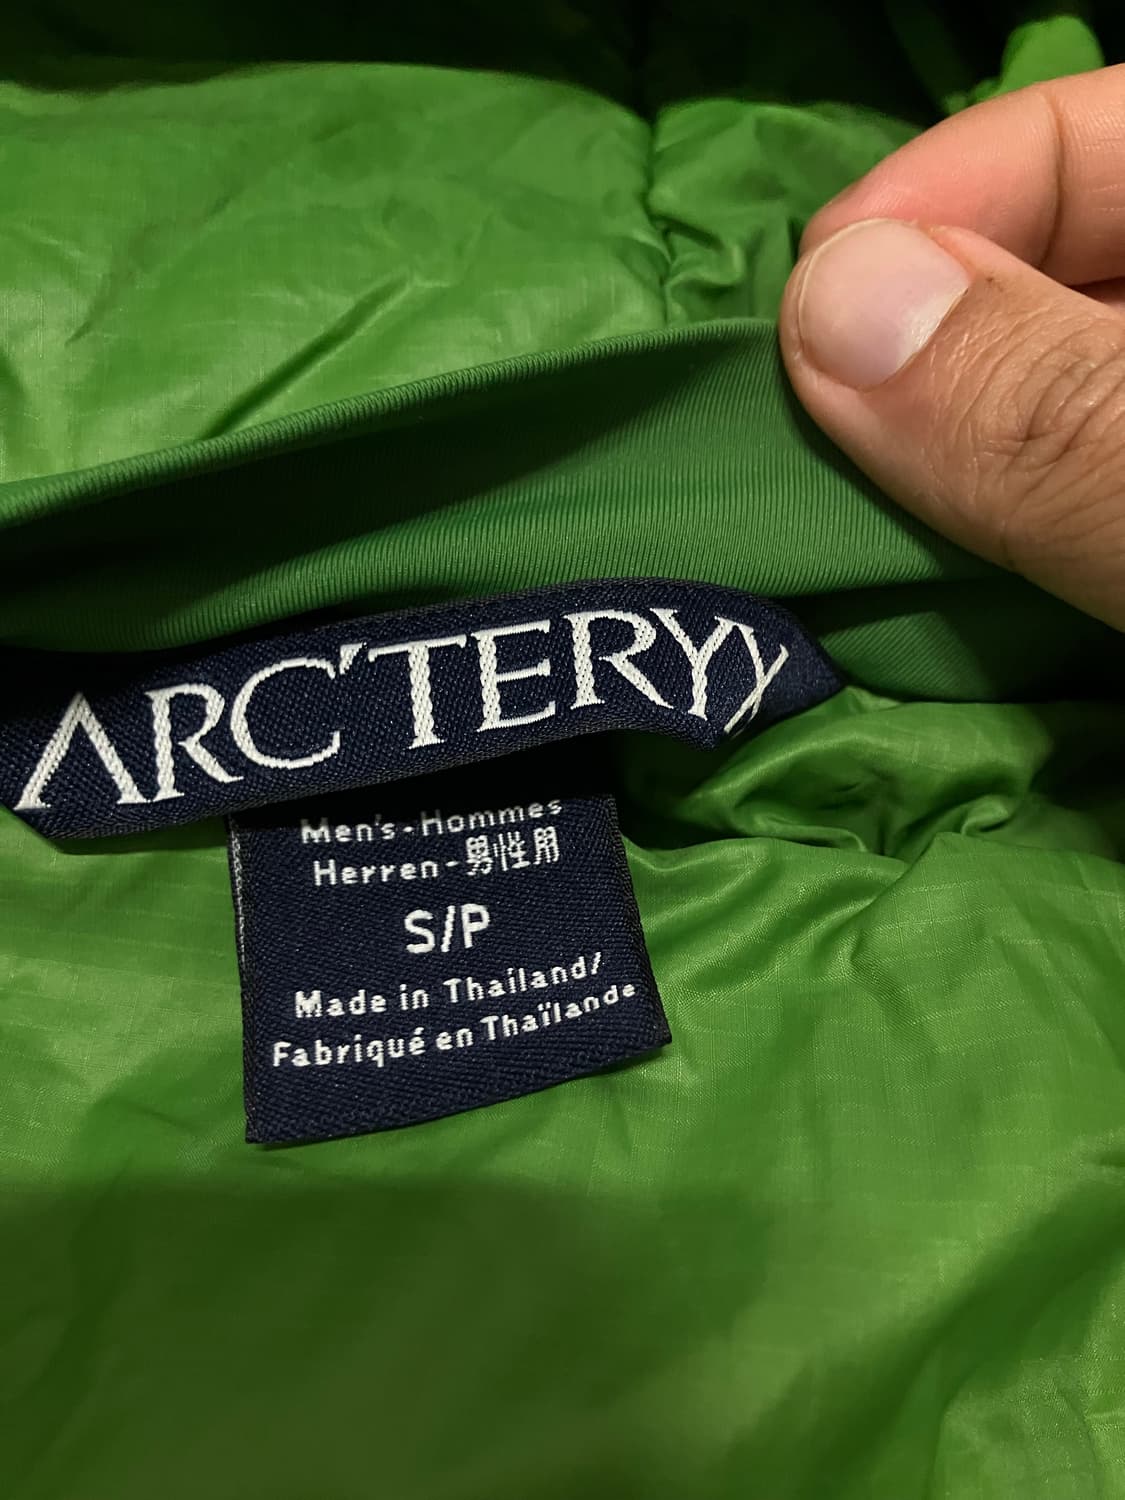 ARC'TERYX
Men's-Hommes
Herren-男性用
S/P
Made in Thailand/
Fabriqué en Thaïlande